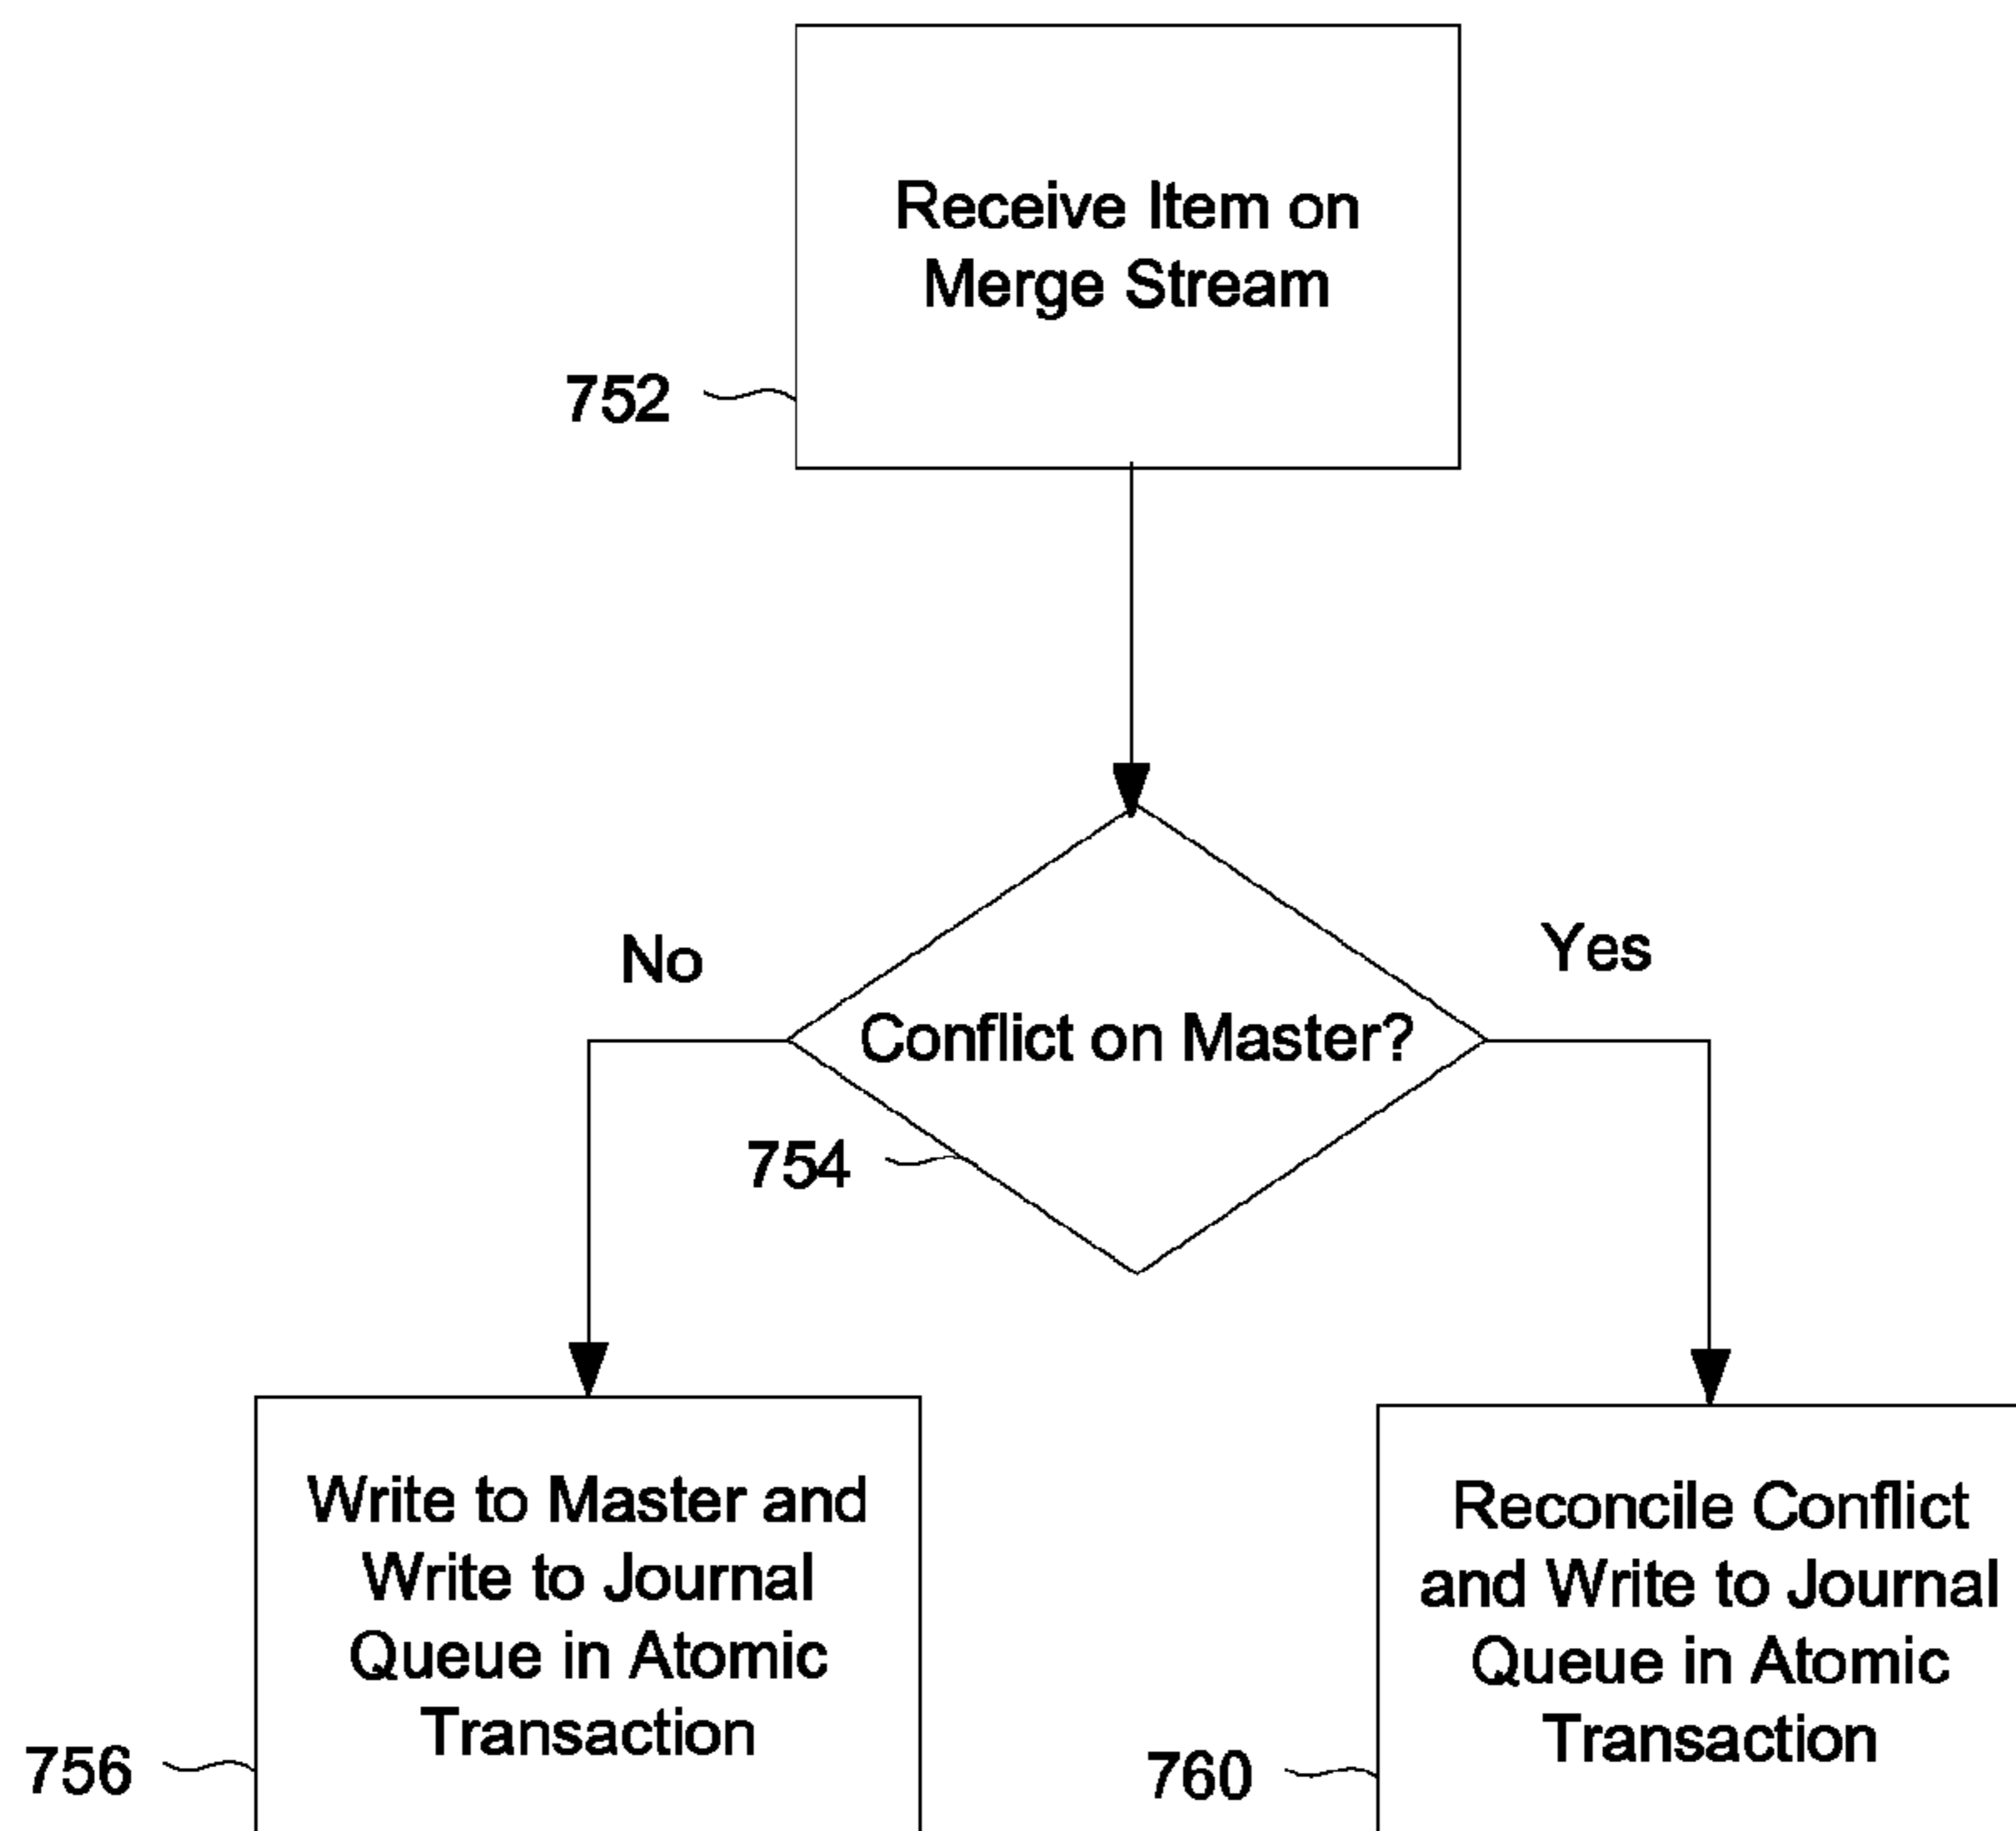 Receive Item on
Merge Stream
752
No
Yes
Conflict on Master?
754
Write to Master and
Write to Journal
Queue in Atomic
Transaction
756
Reconcile Conflict
and Write to Journal
Queue in Atomic
Transaction
760